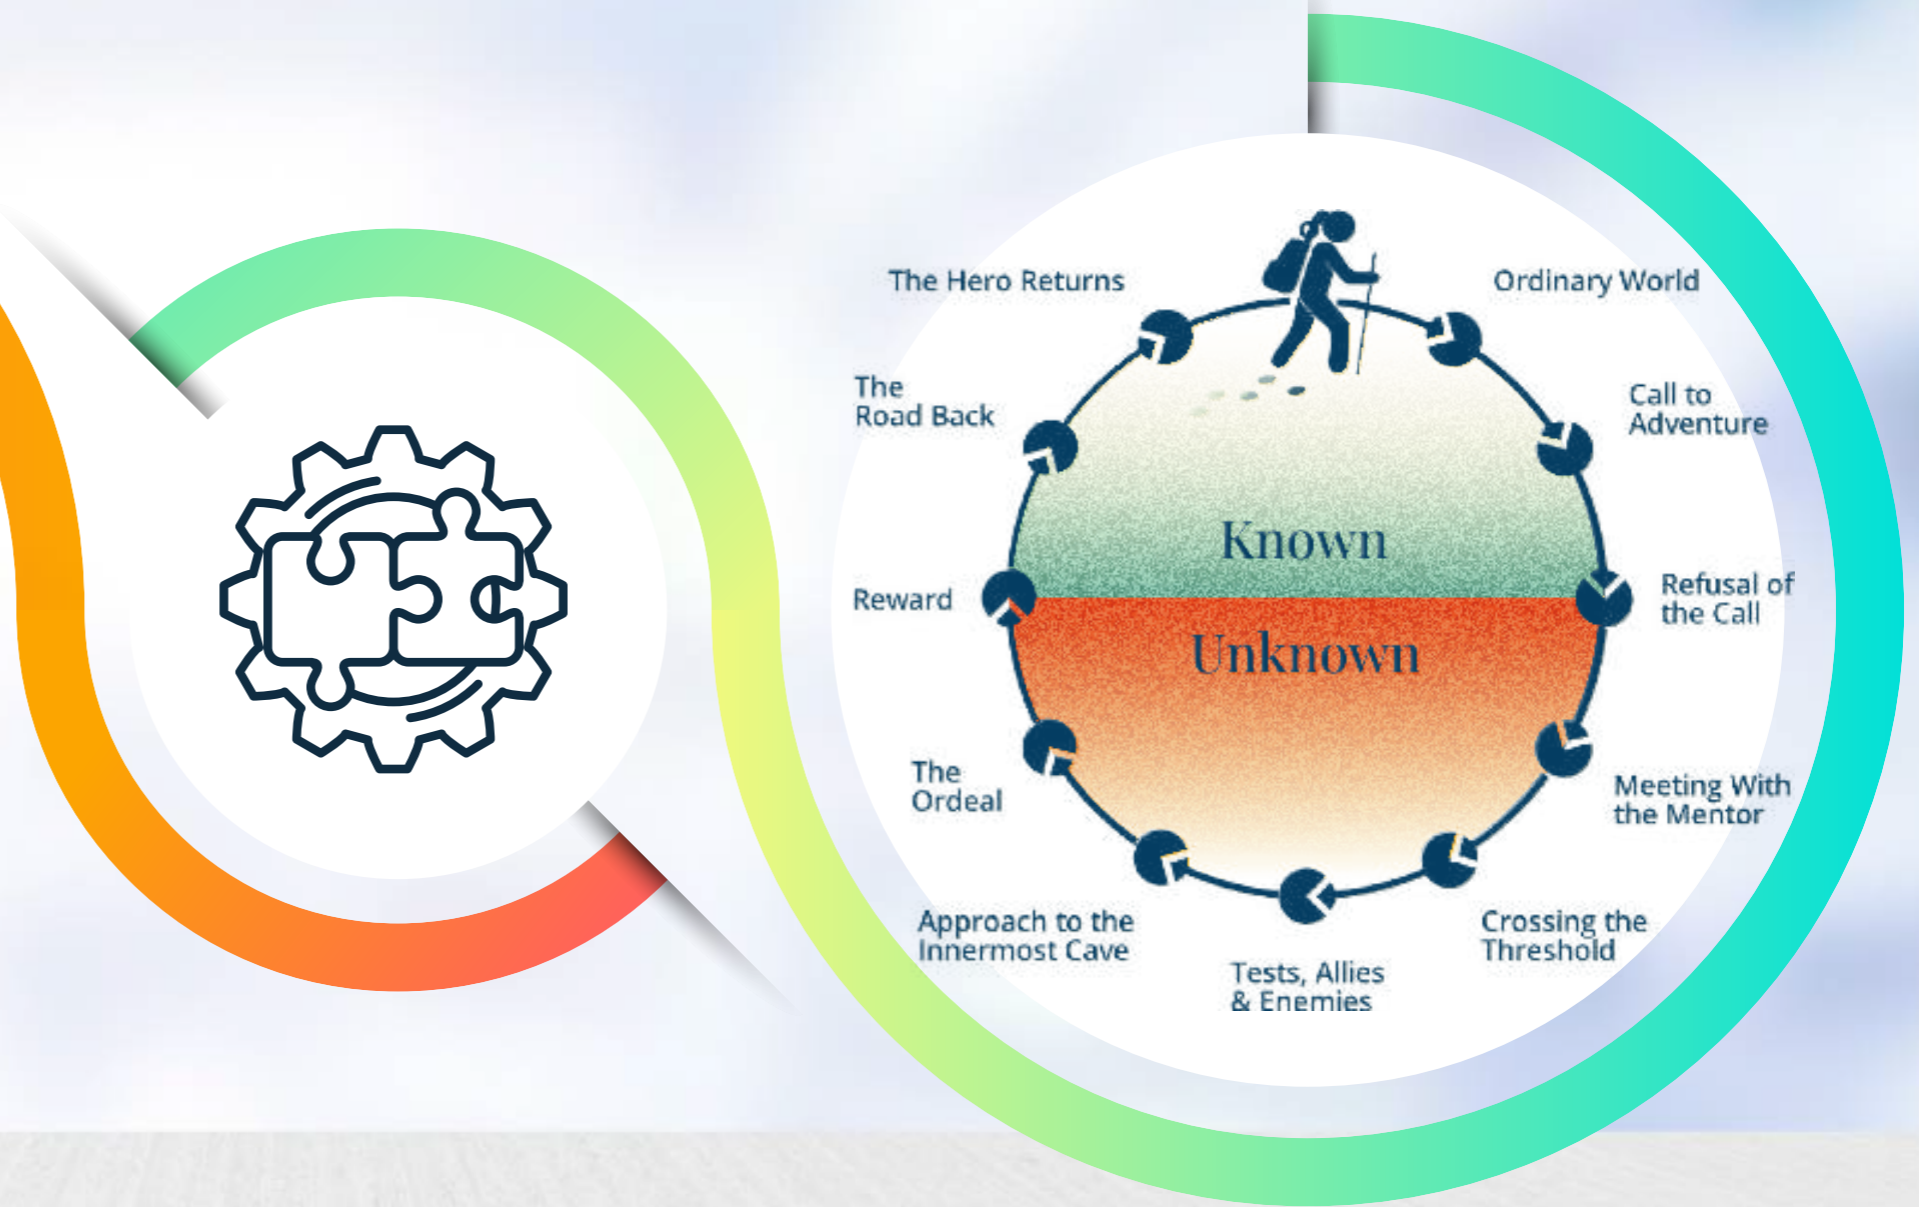 The Hero Returns
Ordinary World
The
Road Back
Call to
Adventure
Known
Reward
Refusal of
the Call
Unknown
The
Ordeal
Meeting With
the Mentor
Approach to the
Innermost Cave
Crossing the
Threshold
Tests, Allies
& Enemies